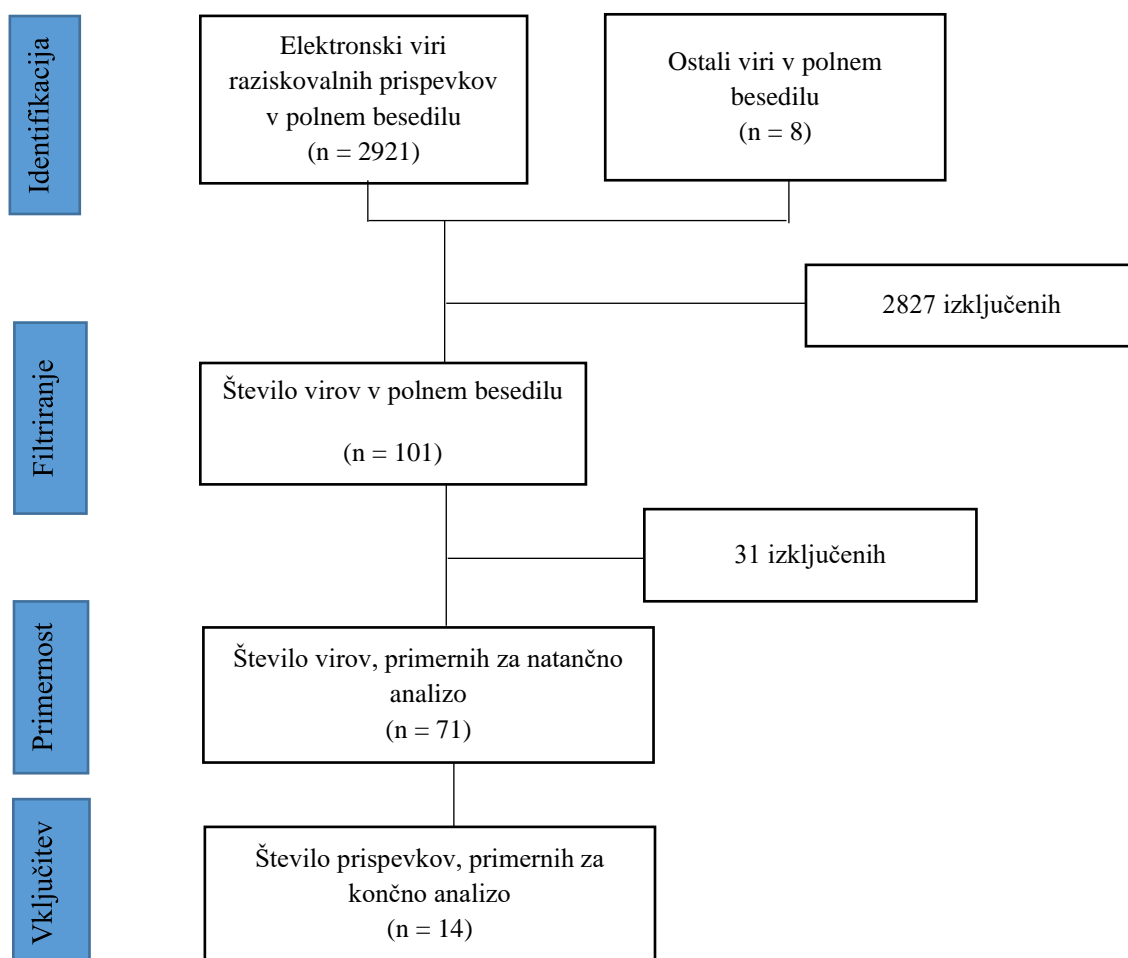 Identifikacija
Elektronski viri
raziskovalnih prispevkov
v polnem besedilu
(n = 2921)
Ostali viri v polnem
besedilu
(n = 8)
2827 izključenih
Filtriranje
Število virov v polnem besedilu
(n = 101)
31 izključenih
Primernost
Število virov, primernih za natančno
analizo
(n = 71)
Vključitev
Število prispevkov, primernih za
končno analizo
(n = 14)